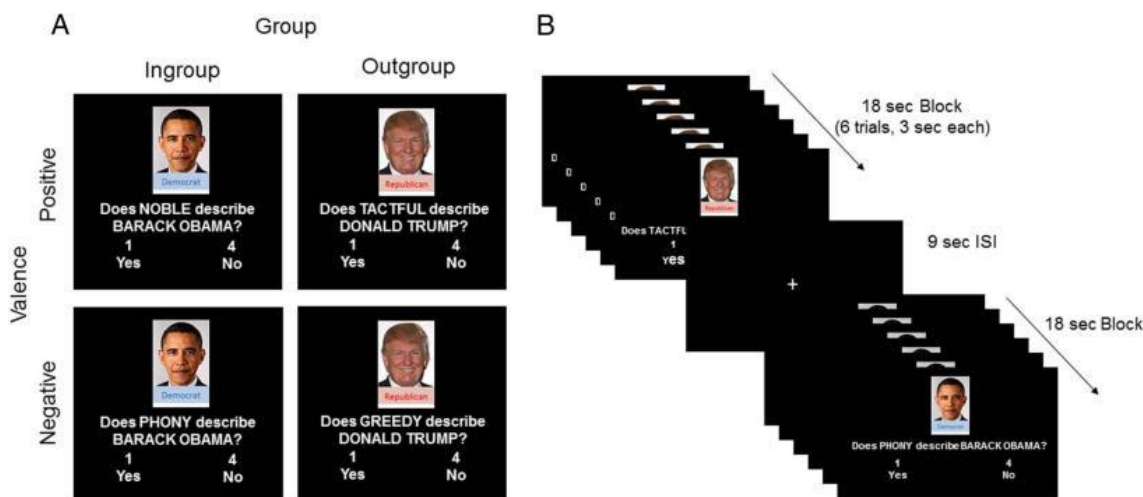 A
Group
Ingroup
Outgroup
Valence
Positive
Democrat
Does NOBLE describe
BARACK OBAMA?
1 4
Yes No
Republican
Does TACTFUL describe
DONALD TRUMP?
1 4
Yes No
Negative
Democrat
Does PHONY describe
BARACK OBAMA?
1 4
Yes No
Republican
Does GREEDY describe
DONALD TRUMP?
1 4
Yes No
B
18 sec Block
(6 trials, 3 sec each)
Republican
Does TACTFU
1
Yes
9 sec ISI
+
18 sec Block
Democrat
Does PHONY describe BARACK OBAMA?
1 4
Yes No